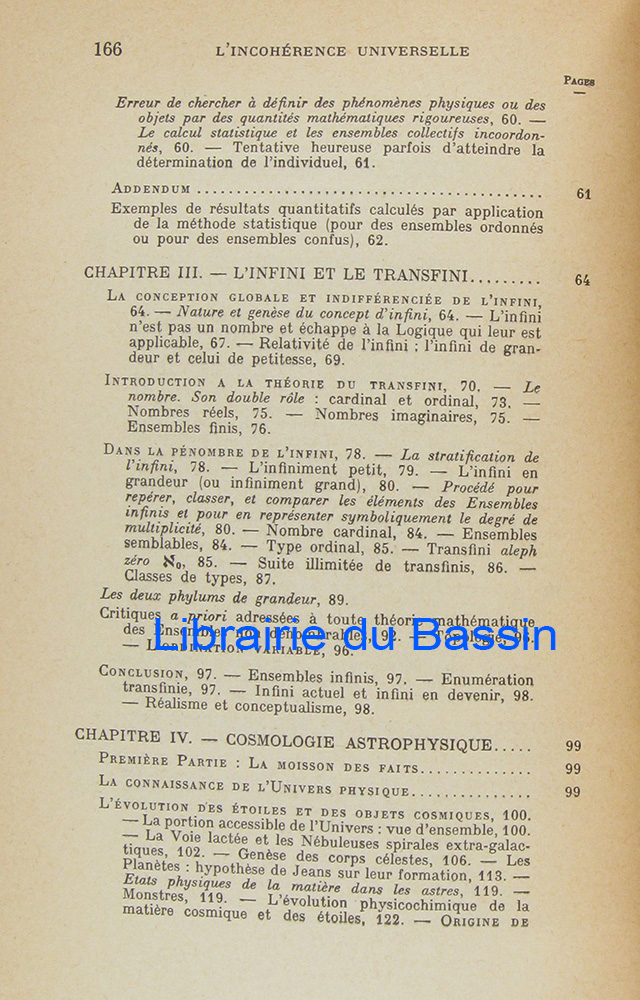 166 L'INCOHÉRENCE UNIVERSELLE
PAGES
Erreur de chercher à définir des phénomènes physiques ou des
objets par des quantités mathématiques rigoureuses, 60. —
Le calcul statistique et les ensembles collectifs incoordon-
nés, 60. — Tentative heureuse parfois d'atteindre la
détermination de l'individuel, 61.
ADDENDUM ........................................ 61
Exemples de résultats quantitatifs calculés par application
de la méthode statistique (pour des ensembles ordonnés
ou pour des ensembles confus), 62.
CHAPITRE III. — L'INFINI ET LE TRANSFINI......... 64
LA CONCEPTION GLOBALE ET INDIFFÉRENCIÉE DE L'INFINI,
64. — Nature et genèse du concept d'infini, 64. — L'infini
n'est pas un nombre et échappe à la Logique qui leur est
applicable, 67. — Relativité de l'infini : l'infini de gran-
deur et celui de petitesse, 69.
INTRODUCTION A LA THÉORIE DU TRANSFINI, 70. — Le
nombre. Son double rôle : cardinal et ordinal, 73. —
Nombres réels, 75. — Nombres imaginaires, 75. —
Ensembles finis, 76.
DANS LA PÉNOMBRE DE L'INFINI, 78. — La stratification de
l'infini, 78. — L'infiniment petit, 79. — L'infini en
grandeur (ou infiniment grand), 80. — Procédé pour
repérer, classer, et comparer les éléments des Ensembles
infinis et pour en représenter symboliquement le degré de
multiplicité, 80. — Nombre cardinal, 84. — Ensembles
semblables, 84. — Type ordinal, 85. — Transfini aleph
zéro ℵ₀, 85. — Suite illimitée de transfinis, 86. —
Classes de types, 87.
Les deux phylums de grandeur, 89.
Critiques a priori adressées à toute théorie mathématique
des Ensembles non dénombrables, 92. —
— VARIABLE, 96.
Librairie du Bassin
CONCLUSION, 97. — Ensembles infinis, 97. — Enumération
transfinie, 97. — Infini actuel et infini en devenir, 98.
— Réalisme et conceptualisme, 98.
CHAPITRE IV. — COSMOLOGIE ASTROPHYSIQUE..... 99
PREMIÈRE PARTIE : LA MOISSON DES FAITS............. 99
LA CONNAISSANCE DE L'UNIVERS PHYSIQUE.............. 99
L'ÉVOLUTION DES ÉTOILES ET DES OBJETS COSMIQUES, 100.
— La portion accessible de l'Univers : vue d'ensemble, 100.
— La Voie lactée et les Nébuleuses spirales extra-galac-
tiques, 102. — Genèse des corps célestes, 106. — Les
Planètes : hypothèse de Jeans sur leur formation, 113. —
Etats physiques de la matière dans les astres, 119. —
Monstres, 119. — L'évolution physicochimique de la
matière cosmique et des étoiles, 122. — ORIGINE DE